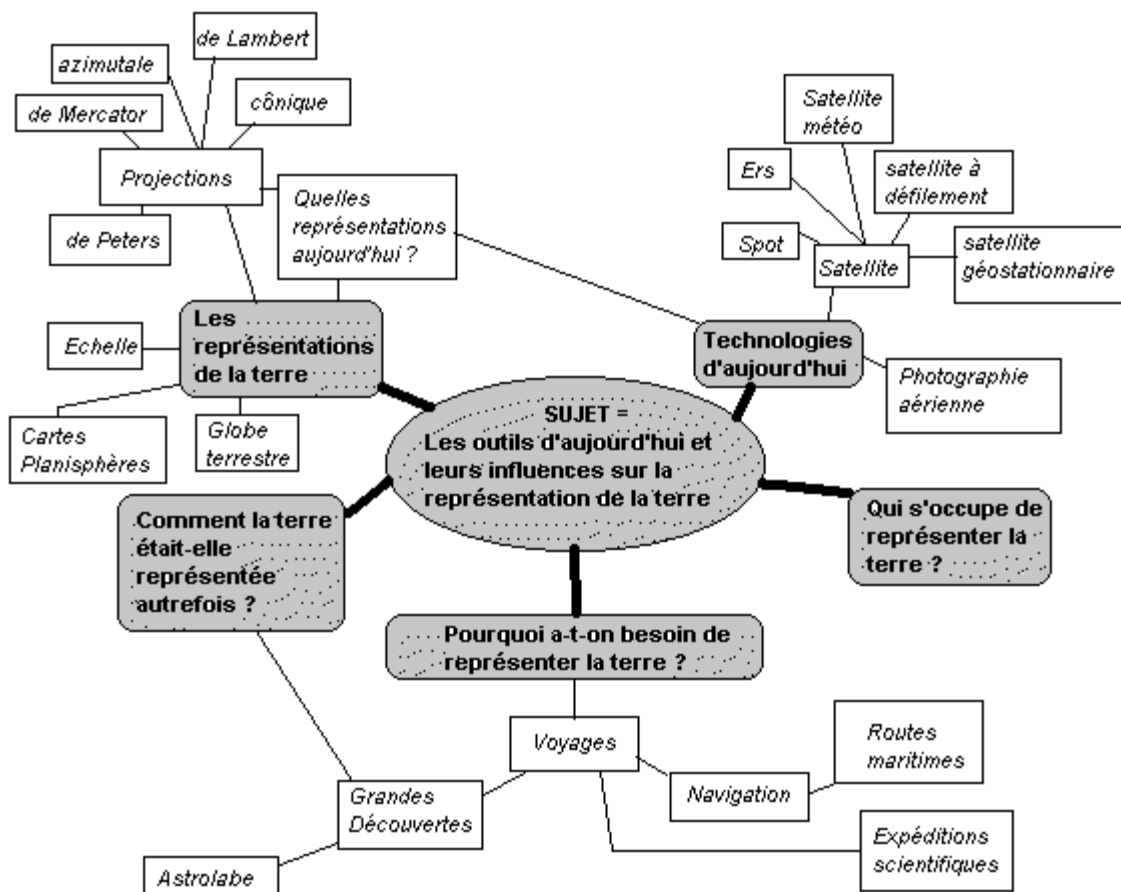 de Lambert
azimutale
cônique
de Mercator
Projections
de Peters
Quelles
représentations
aujourd'hui ?
Satellite
météo
Ers
satellite à
défilement
Spot
Satellite
satellite
géostationnaire
Les
représentations
de la terre
Echelle
Cartes
Planisphères
Globe
terrestre
Technologies
d'aujourd'hui
Photographie
aérienne
SUJET =
Les outils d'aujourd'hui et
leurs influences sur la
représentation de la terre
Comment la terre
était-elle
représentée
autrefois ?
Qui s'occupe de
représenter la
terre ?
Pourquoi a-t-on besoin de
représenter la terre ?
Voyages
Routes
maritimes
Navigation
Grandes
Découvertes
Expéditions
scientifiques
Astrolabe